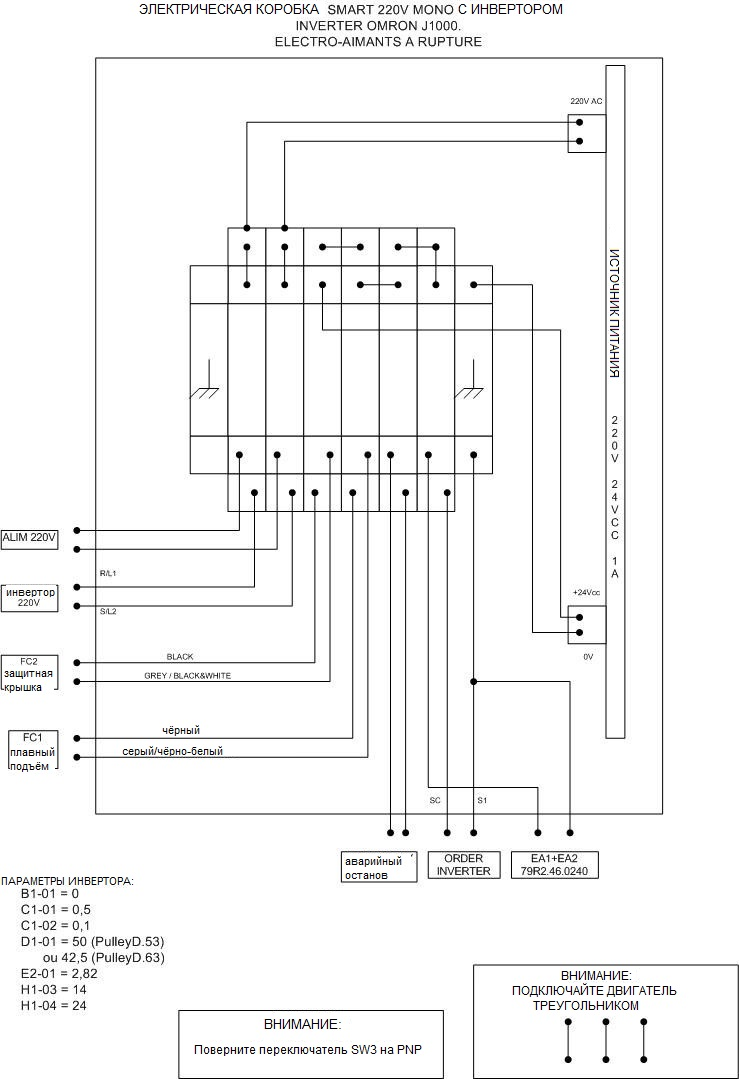 ЭЛЕКТРИЧЕСКАЯ КОРОБКА SMART 220V MONO С ИНВЕРТОРОМ
INVERTER OMRON J1000.
ELECTRO-AIMANTS A RUPTURE
220V AC
ИСТОЧНИК ПИТАНИЯ
220V 24VCC 1A
ALIM 220V
R/L1
инвертор
220V
S/L2
+24Vcc
0V
FC2
защитная
крышка
BLACK
GREY / BLACK&WHITE
FC1
плавный
подъём
чёрный
серый/чёрно-белый
SC
S1
аварийный
останов
ORDER
INVERTER
EA1+EA2
79R2.46.0240
ПАРАМЕТРЫ ИНВЕРТОРА:
B1-01 = 0
C1-01 = 0,5
C1-02 = 0,1
D1-01 = 50 (PulleyD.53)
ou 42,5 (PulleyD.63)
E2-01 = 2,82
H1-03 = 14
H1-04 = 24
ВНИМАНИЕ:
Поверните переключатель SW3 на PNP
ВНИМАНИЕ:
ПОДКЛЮЧАЙТЕ ДВИГАТЕЛЬ
ТРЕУГОЛЬНИКОМ